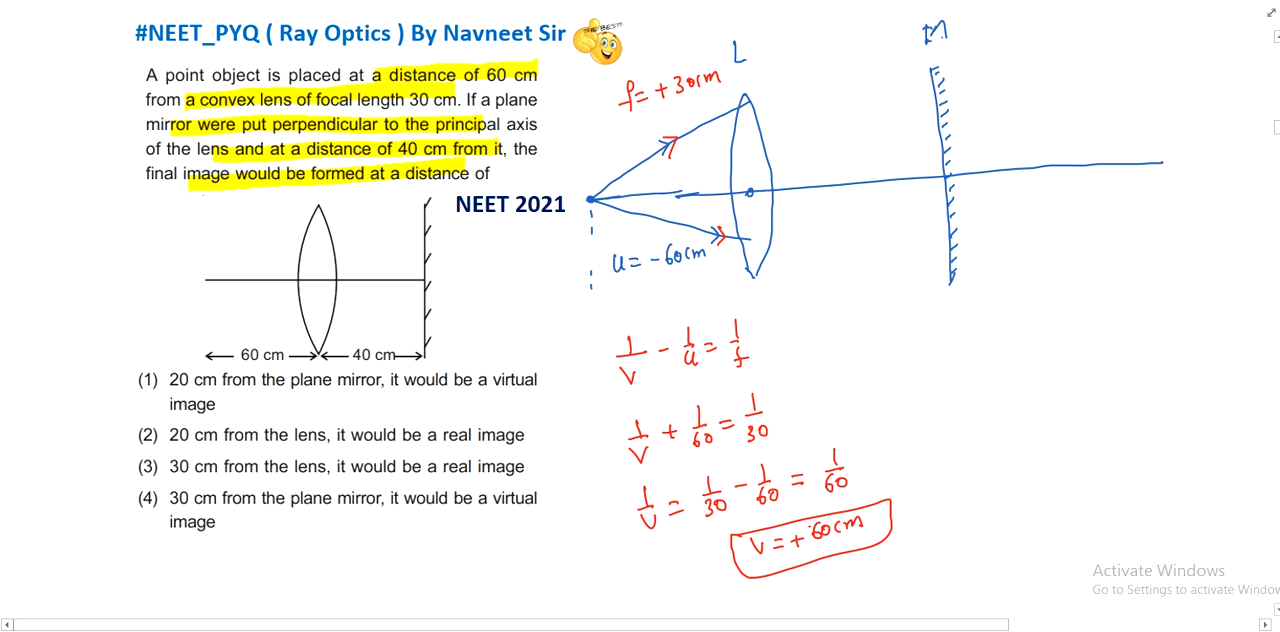 #NEET_PYQ ( Ray Optics ) By Navneet Sir
THE BEST!
A point object is placed at a distance of 60 cm
from a convex lens of focal length 30 cm. If a plane
mirror were put perpendicular to the principal axis
of the lens and at a distance of 40 cm from it, the
final image would be formed at a distance of
NEET 2021
60 cm
40 cm
(1) 20 cm from the plane mirror, it would be a virtual
image
(2) 20 cm from the lens, it would be a real image
(3) 30 cm from the lens, it would be a real image
(4) 30 cm from the plane mirror, it would be a virtual
image
L
M
f = +30cm
u = -60cm
1/v - 1/u = 1/f
1/v + 1/60 = 1/30
1/v = 1/30 - 1/60 = 1/60
v = +60cm
Activate Windows
Go to Settings to activate Window